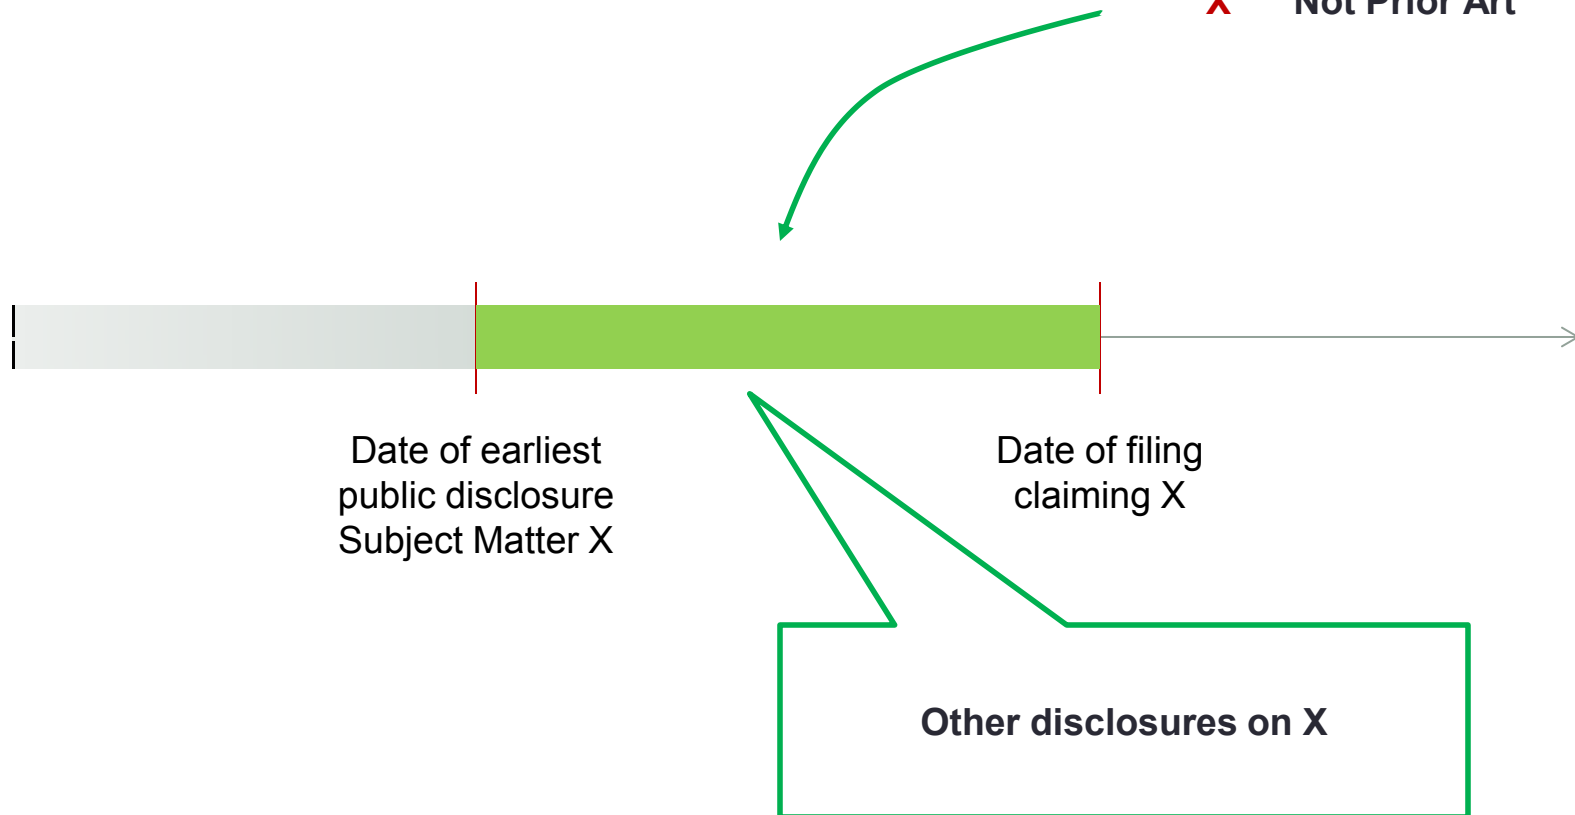 X Not Prior Art
Date of earliest
public disclosure
Subject Matter X
Date of filing
claiming X
Other disclosures on X